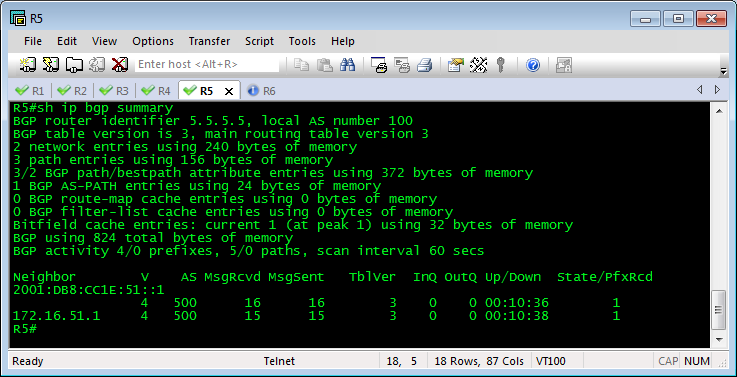 R5
File Edit View Options Transfer Script Tools Help
Enter host <Alt+R>
R1 R2 R3 R4 R5 R6
R5#sh ip bgp summary
BGP router identifier 5.5.5.5, local AS number 100
BGP table version is 3, main routing table version 3
2 network entries using 240 bytes of memory
3 path entries using 156 bytes of memory
3/2 BGP path/bestpath attribute entries using 372 bytes of memory
1 BGP AS-PATH entries using 24 bytes of memory
0 BGP route-map cache entries using 0 bytes of memory
0 BGP filter-list cache entries using 0 bytes of memory
Bitfield cache entries: current 1 (at peak 1) using 32 bytes of memory
BGP using 824 total bytes of memory
BGP activity 4/0 prefixes, 5/0 paths, scan interval 60 secs
Neighbor V AS MsgRcvd MsgSent TblVer InQ OutQ Up/Down State/PfxRcd
2001:DB8:CC1E:51::1
4 500 16 16 3 0 0 00:10:36 1
172.16.51.1 4 500 15 15 3 0 0 00:10:38 1
R5#
Ready Telnet 18, 5 18 Rows, 87 Cols VT100 CAP NUM